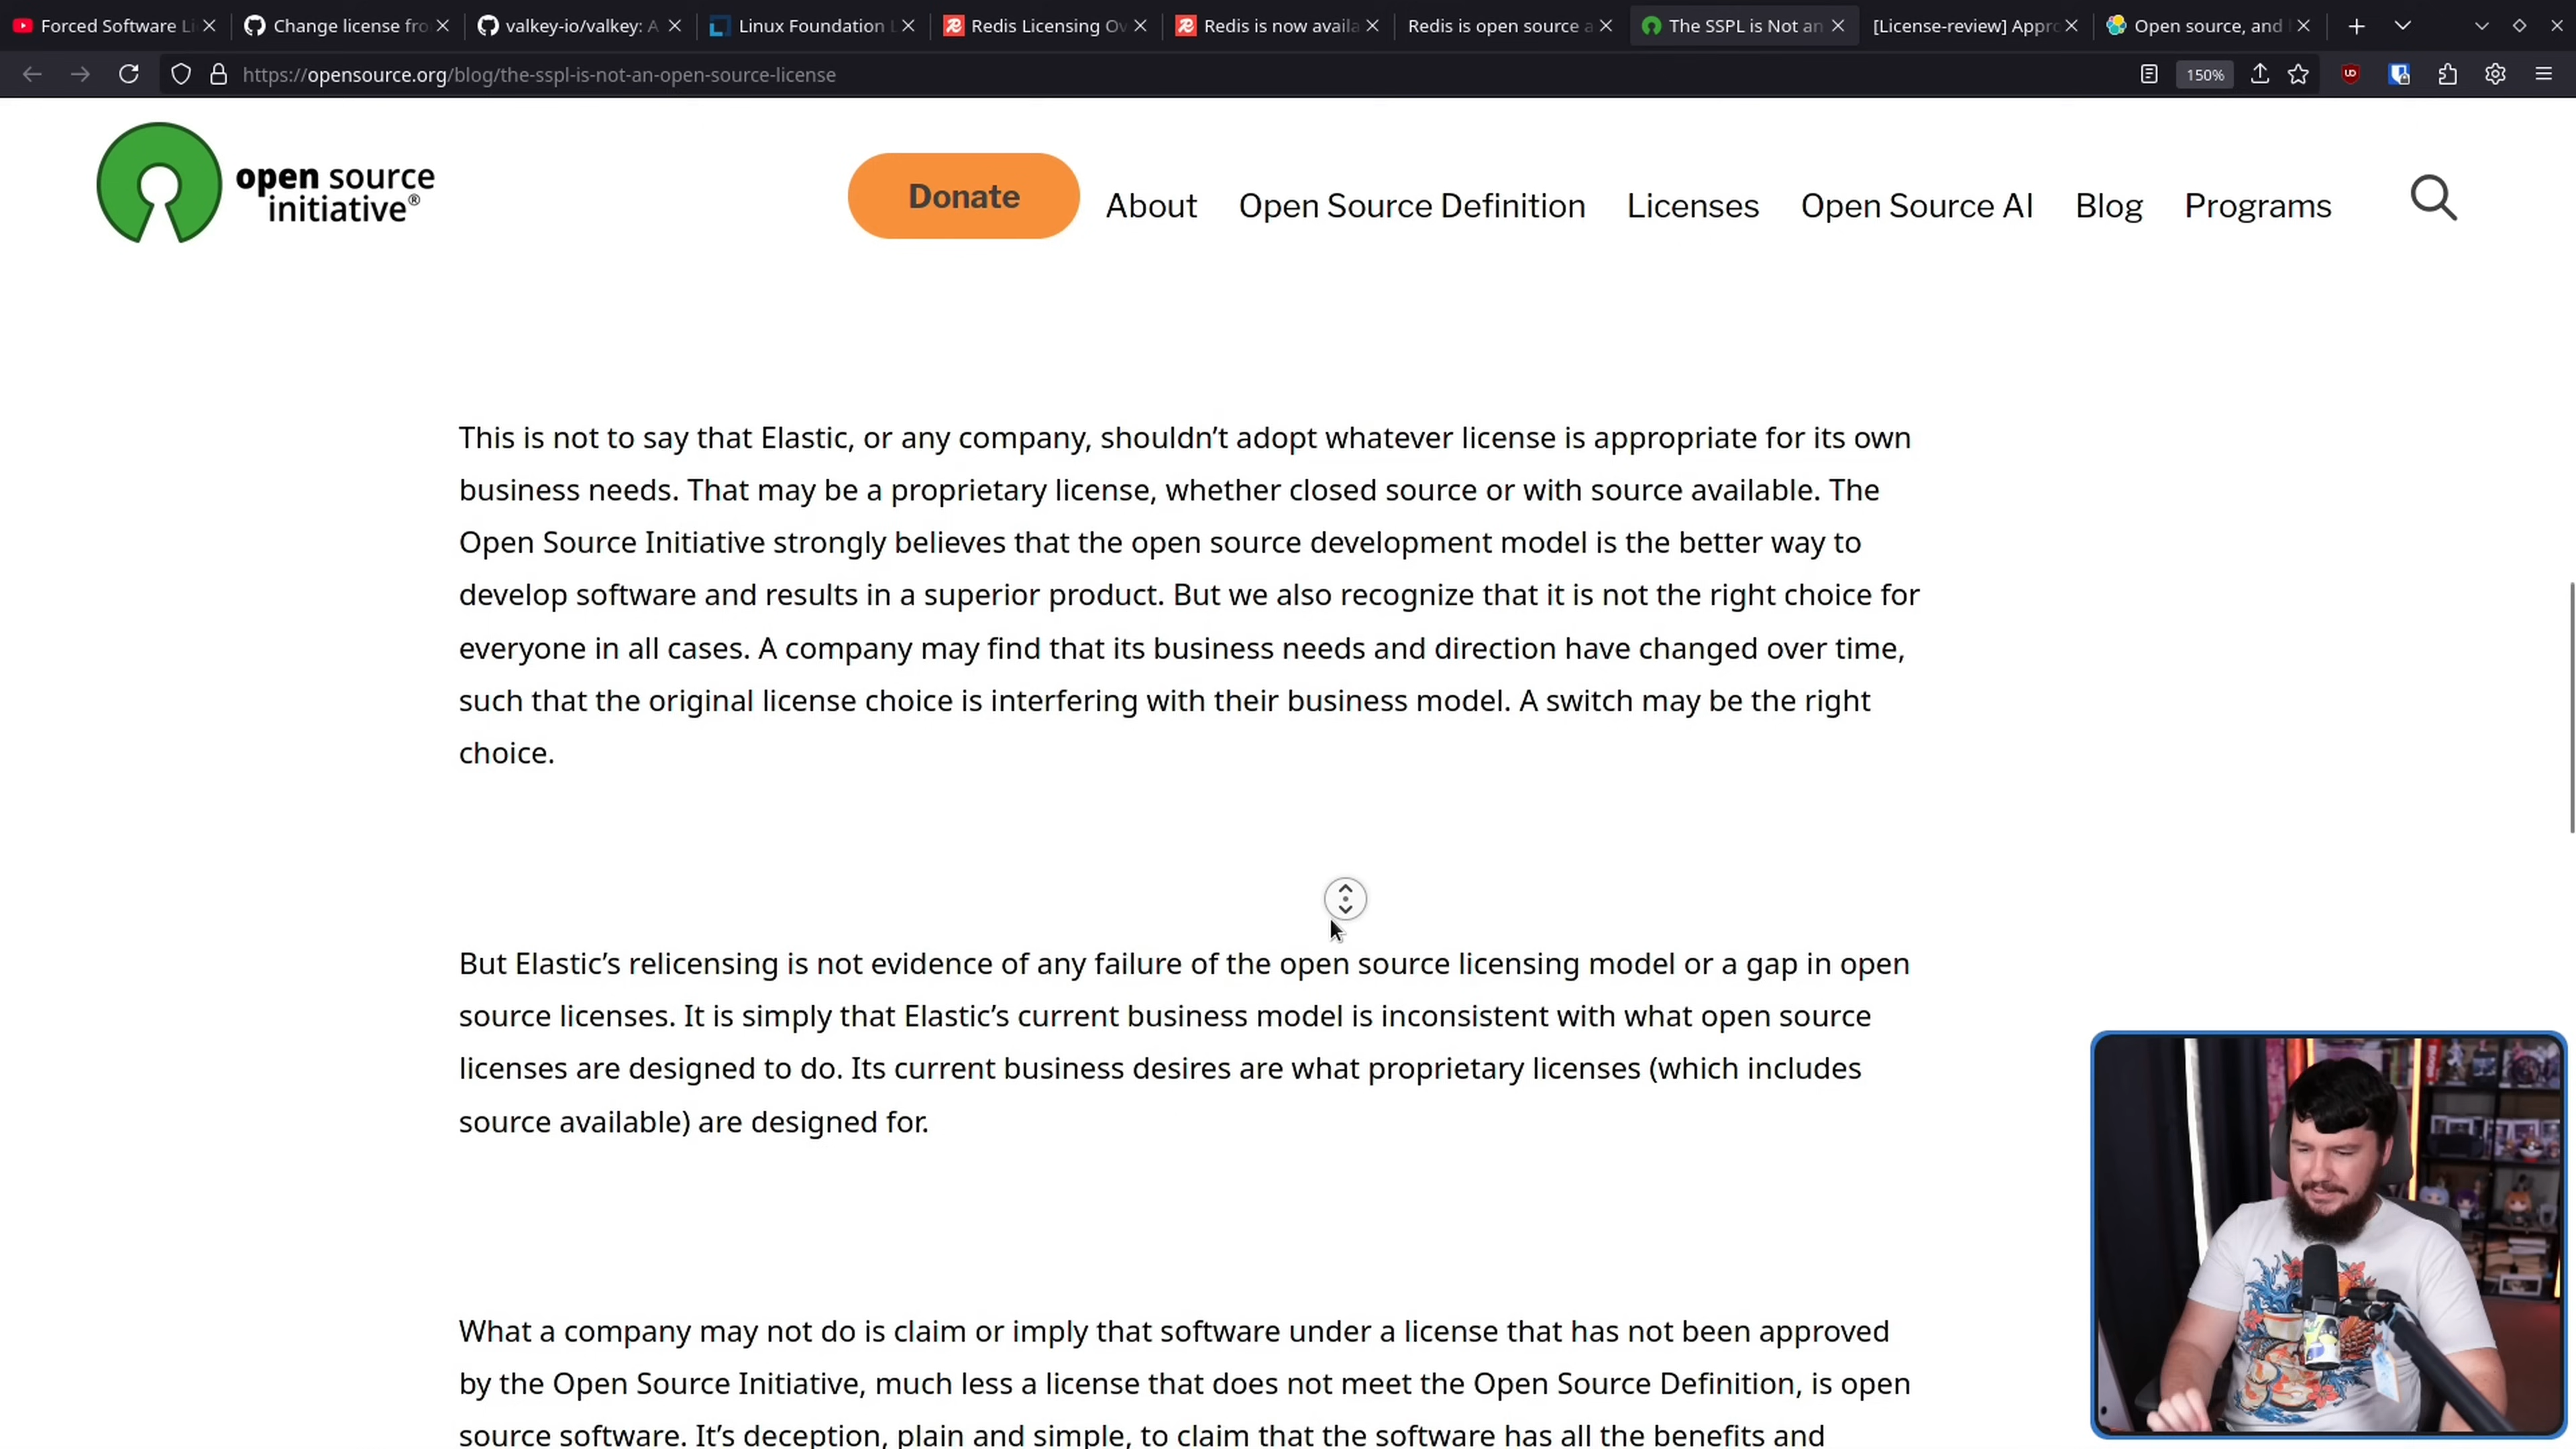 Forced Software Li
Change license fro
valkey-io/valkey: A
Linux Foundation L
Redis Licensing Ov
Redis is now availa
Redis is open source a
The SSPL is Not an
[License-review] Appro
Open source, and l
https://opensource.org/blog/the-sspl-is-not-an-open-source-license
150%
open source
initiative®
Donate
About
Open Source Definition
Licenses
Open Source AI
Blog
Programs
This is not to say that Elastic, or any company, shouldn’t adopt whatever license is appropriate for its own
business needs. That may be a proprietary license, whether closed source or with source available. The
Open Source Initiative strongly believes that the open source development model is the better way to
develop software and results in a superior product. But we also recognize that it is not the right choice for
everyone in all cases. A company may find that its business needs and direction have changed over time,
such that the original license choice is interfering with their business model. A switch may be the right
choice.
But Elastic’s relicensing is not evidence of any failure of the open source licensing model or a gap in open
source licenses. It is simply that Elastic’s current business model is inconsistent with what open source
licenses are designed to do. Its current business desires are what proprietary licenses (which includes
source available) are designed for.
What a company may not do is claim or imply that software under a license that has not been approved
by the Open Source Initiative, much less a license that does not meet the Open Source Definition, is open
source software. It’s deception, plain and simple, to claim that the software has all the benefits and